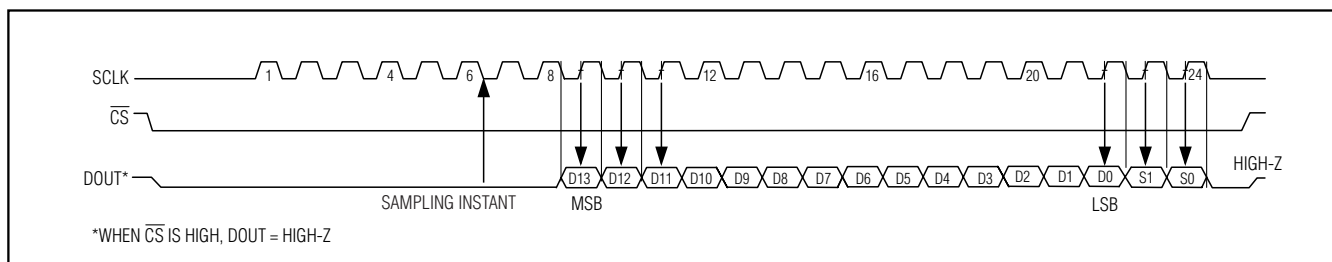 SCLK 1 4 6 8 12 16 20 24
CS
DOUT* D13 D12 D11 D10 D9 D8 D7 D6 D5 D4 D3 D2 D1 D0 S1 S0 HIGH-Z
SAMPLING INSTANT MSB LSB
*WHEN CS IS HIGH, DOUT = HIGH-Z